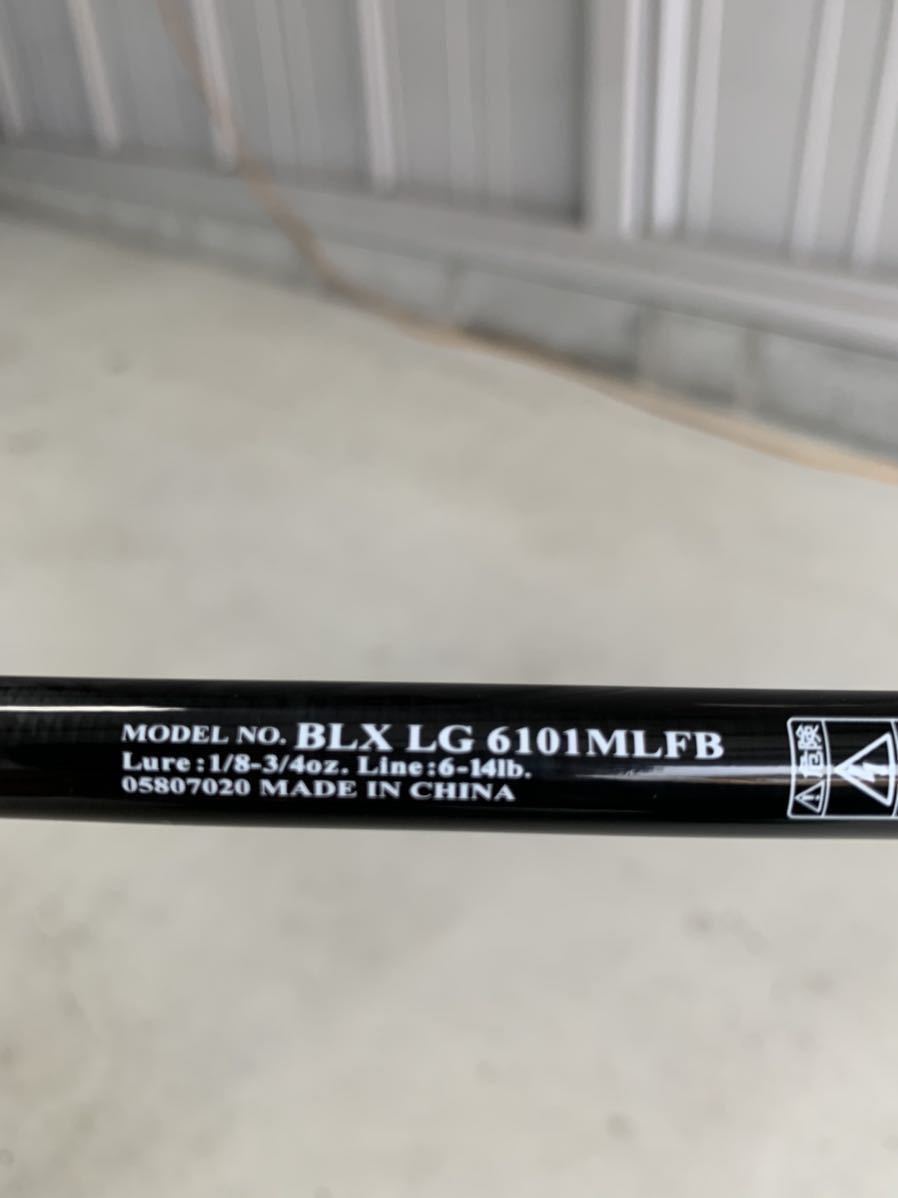 MODEL NO. BLX LG 6101MLFB
Lure:1/8-3/4oz. Line:6-14lb.
05807020 MADE IN CHINA
危険